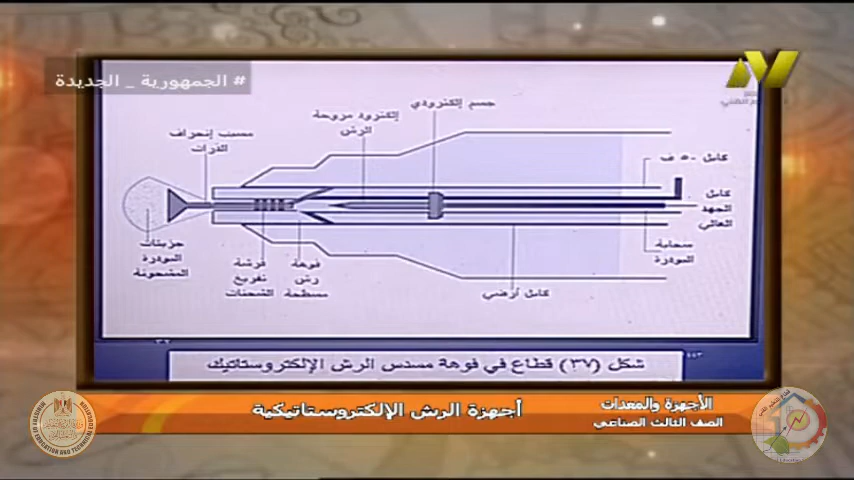 # الجمهورية _ الجديدة
جسم إلكترودي
إلكترود مروحة
الرش
مسبب إنحراف
الذرات
كابل ٥٠ ف
كابل
الجهد
العالي
سحابة
البودرة
جزيئات
البودرة
المشحونة
فرشة
تفريغ
الشحنات
فوهة
رش
مسطحة
كابل أرضي
شكل (٣٧) قطاع في فوهة مسدس الرش الإلكتروستاتيك
الأجهزة والمعدات
الصف الثالث الصناعي
أجهزة الرش الإلكتروستاتيكية